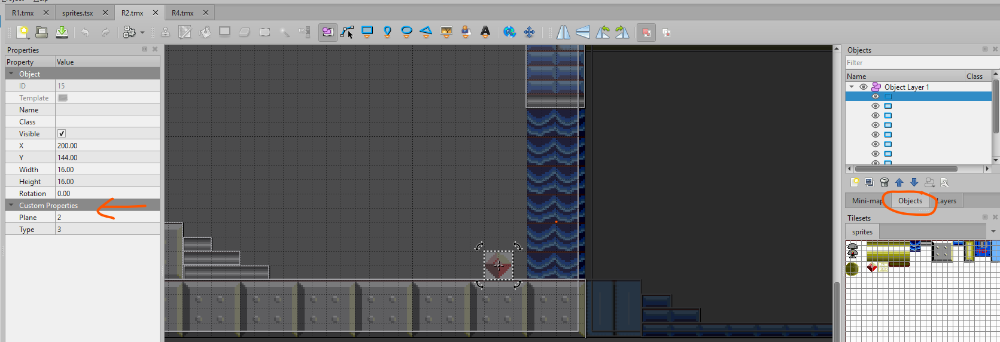 Project Help
R1.tmx sprites.tsx R2.tmx R4.tmx
Properties
Property Value
Object
ID 15
Template
Name
Class
Visible
X 200.00
Y 144.00
Width 16.00
Height 16.00
Rotation 0.00
Custom Properties
Plane 2
Type 3
Objects
Filter
Name Class
Object Layer 1
Mini-map Objects Layers
Tilesets
sprites